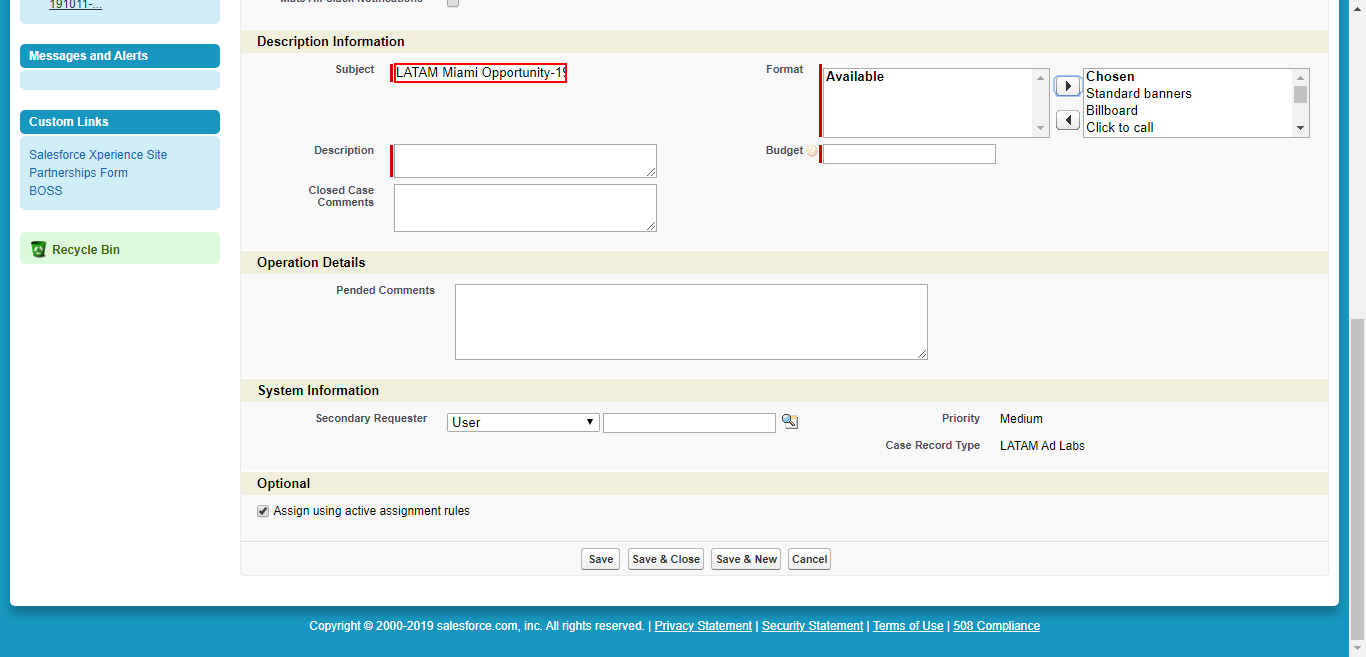 191011-...
Messages and Alerts
Custom Links
Salesforce Xperience Site
Partnerships Form
BOSS
Recycle Bin
Description Information
Subject
LATAM Miami Opportunity-19
Format
Available
Chosen
Standard banners
Billboard
Click to call
Description
Budget
Closed Case
Comments
Operation Details
Pended Comments
System Information
Secondary Requester
User
Priority
Medium
Case Record Type
LATAM Ad Labs
Optional
Assign using active assignment rules
Save
Save & Close
Save & New
Cancel
Copyright © 2000-2019 salesforce.com, inc. All rights reserved. | Privacy Statement | Security Statement | Terms of Use | 508 Compliance